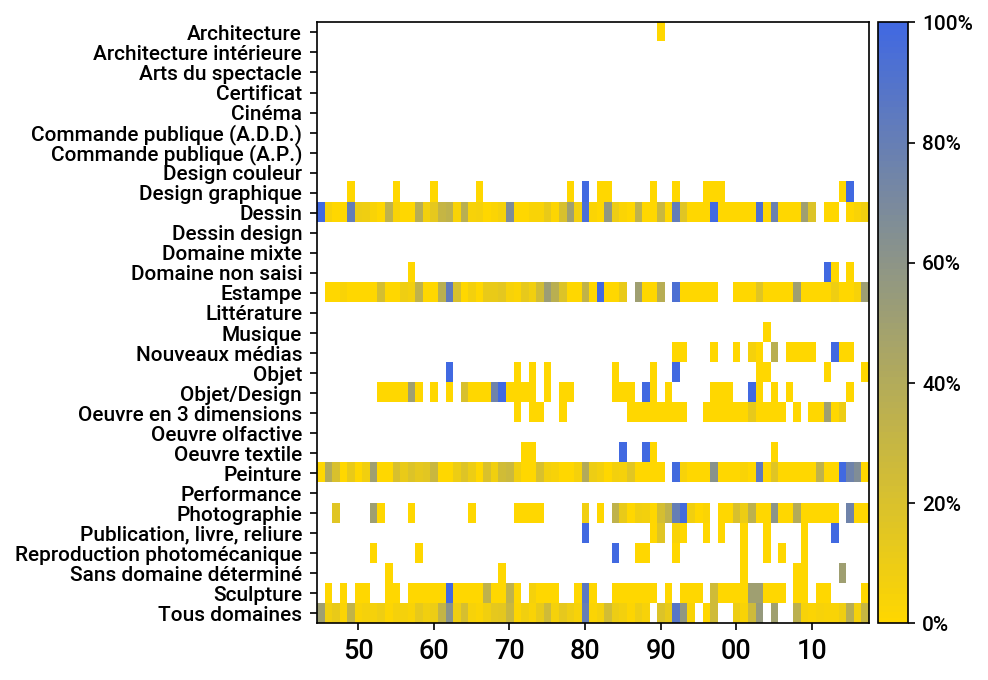 Architecture
Architecture intérieure
Arts du spectacle
Certificat
Cinéma
Commande publique (A.D.D.)
Commande publique (A.P.)
Design couleur
Design graphique
Dessin
Dessin design
Domaine mixte
Domaine non saisi
Estampe
Littérature
Musique
Nouveaux médias
Objet
Objet/Design
Oeuvre en 3 dimensions
Oeuvre olfactive
Oeuvre textile
Peinture
Performance
Photographie
Publication, livre, reliure
Reproduction photomécanique
Sans domaine déterminé
Sculpture
Tous domaines
50 60 70 80 90 00 10
100%
80%
60%
40%
20%
0%